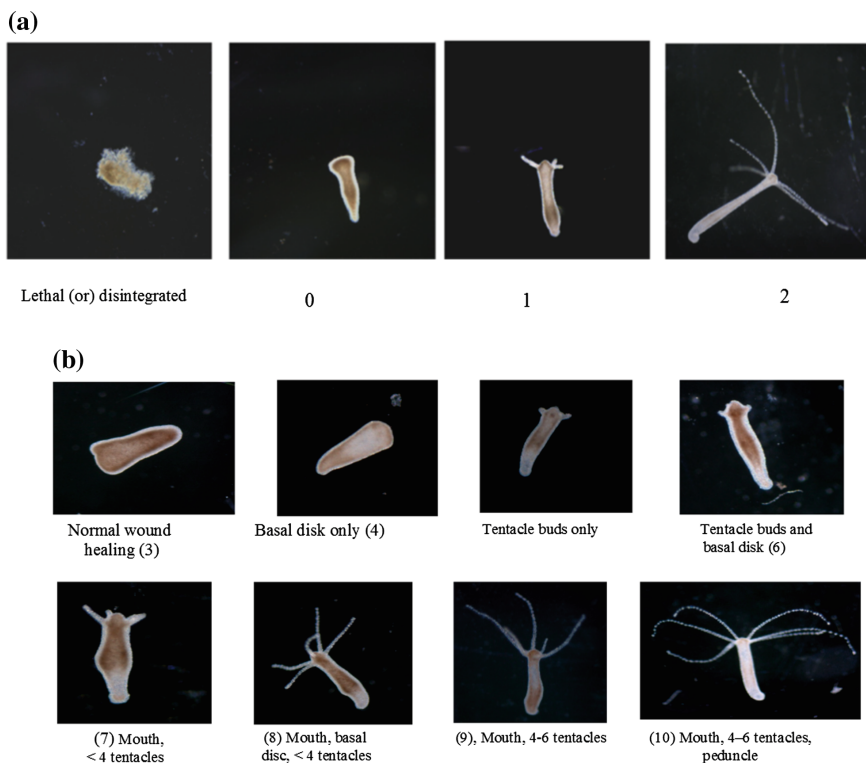 (a)
Lethal (or) disintegrated
0
1
2
(b)
Normal wound
healing (3)
Basal disk only (4)
Tentacle buds only
Tentacle buds and
basal disk (6)
(7) Mouth,
< 4 tentacles
(8) Mouth, basal
disc, < 4 tentacles
(9), Mouth, 4-6 tentacles
(10) Mouth, 4–6 tentacles,
peduncle